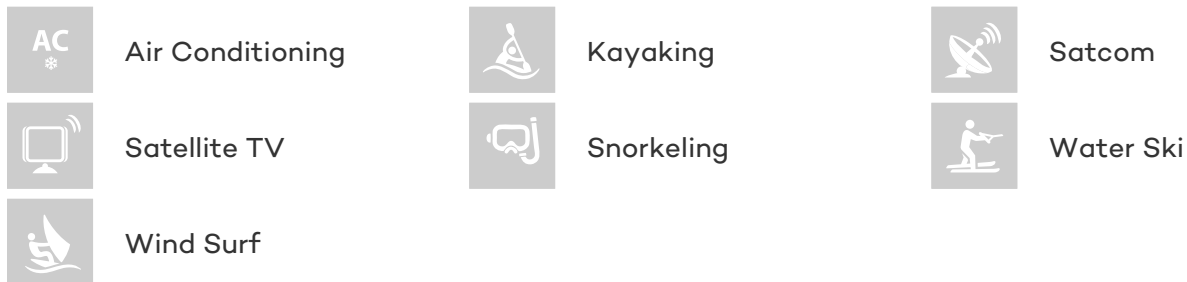 AC
Air Conditioning
Kayaking
Satcom
Satellite TV
Snorkeling
Water Ski
Wind Surf